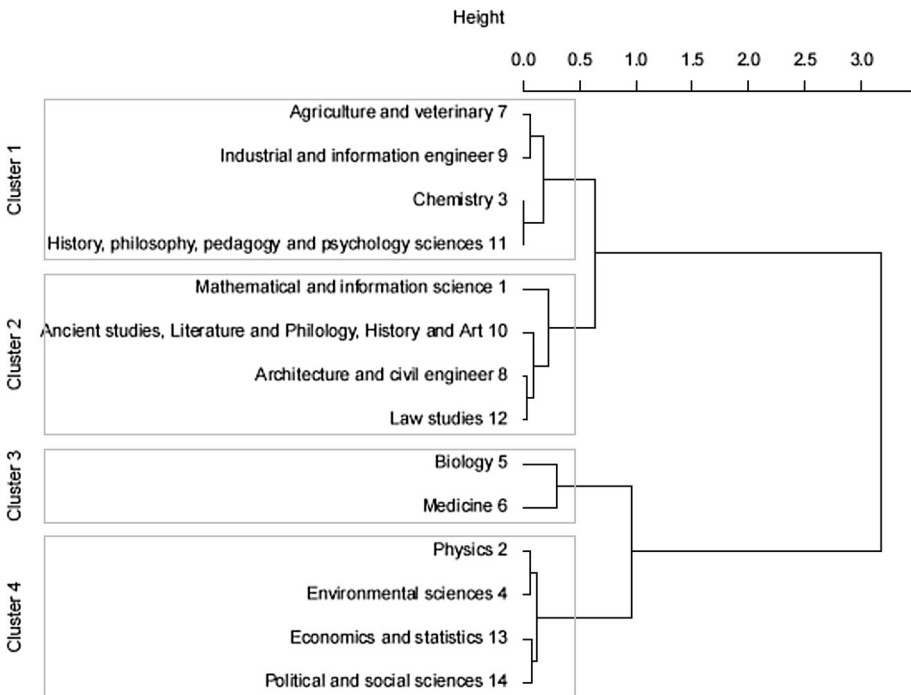 Height
0.0 0.5 1.0 1.5 2.0 2.5 3.0
Cluster 1
Agriculture and veterinary 7
Industrial and information engineer 9
Chemistry 3
History, philosophy, pedagogy and psychology sciences 11
Cluster 2
Mathematical and information science 1
Ancient studies, Literature and Philology, History and Art 10
Architecture and civil engineer 8
Law studies 12
Cluster 3
Biology 5
Medicine 6
Cluster 4
Physics 2
Environmental sciences 4
Economics and statistics 13
Political and social sciences 14